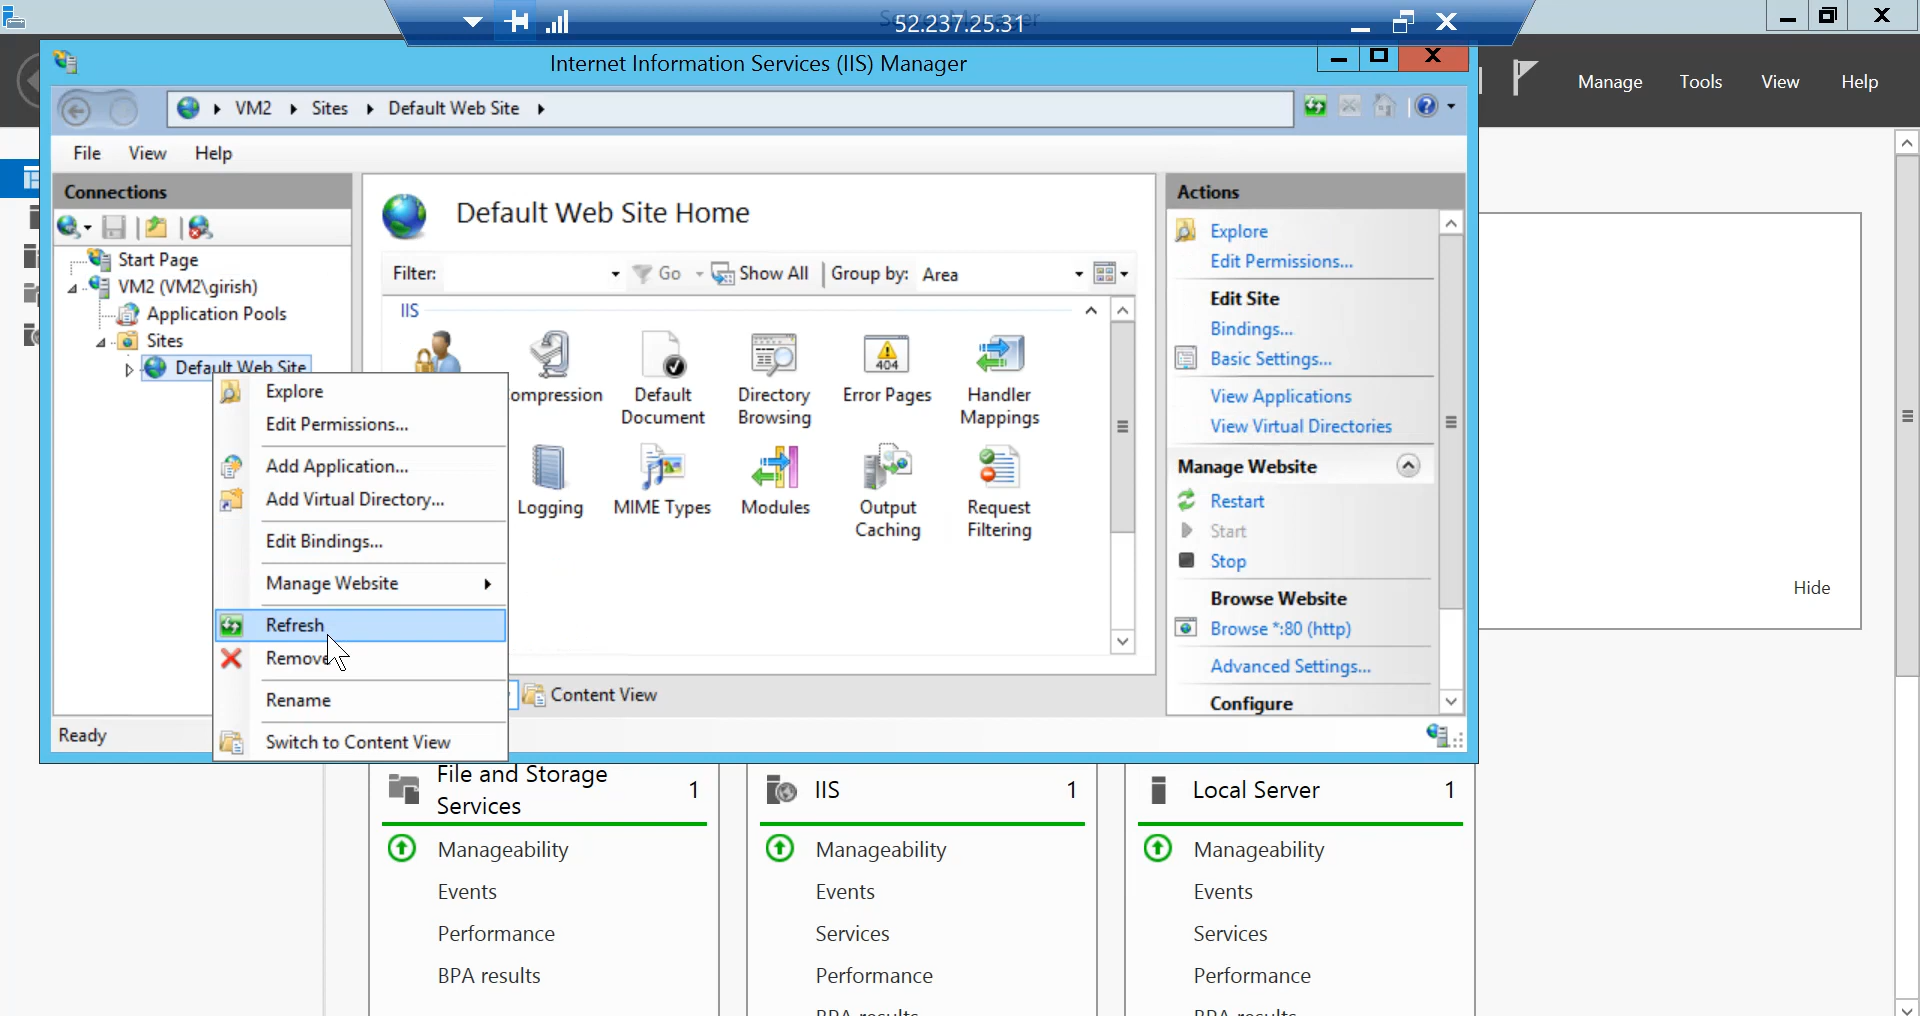 52.237.25.31
Manage
Tools
View
Help
Internet Information Services (IIS) Manager
VM2
Sites
Default Web Site
File
View
Help
Connections
Start Page
VM2 (VM2\girish)
Application Pools
Sites
Default Web Site
Explore
Edit Permissions...
Add Application...
Add Virtual Directory...
Edit Bindings...
Manage Website
Refresh
Remove
Rename
Switch to Content View
Ready
Default Web Site Home
Filter:
Go
Show All
Group by:
Area
IIS
ompression
Default
Document
Directory
Browsing
404
Error Pages
Handler
Mappings
Logging
MIME Types
Modules
Output
Caching
Request
Filtering
Content View
Actions
Explore
Edit Permissions...
Edit Site
Bindings...
Basic Settings...
View Applications
View Virtual Directories
Manage Website
Restart
Start
Stop
Browse Website
Browse *:80 (http)
Advanced Settings...
Configure
Hide
File and Storage
Services
1
Manageability
Events
Performance
BPA results
IIS
1
Manageability
Events
Services
Performance
BPA results
Local Server
1
Manageability
Events
Services
Performance
BPA results